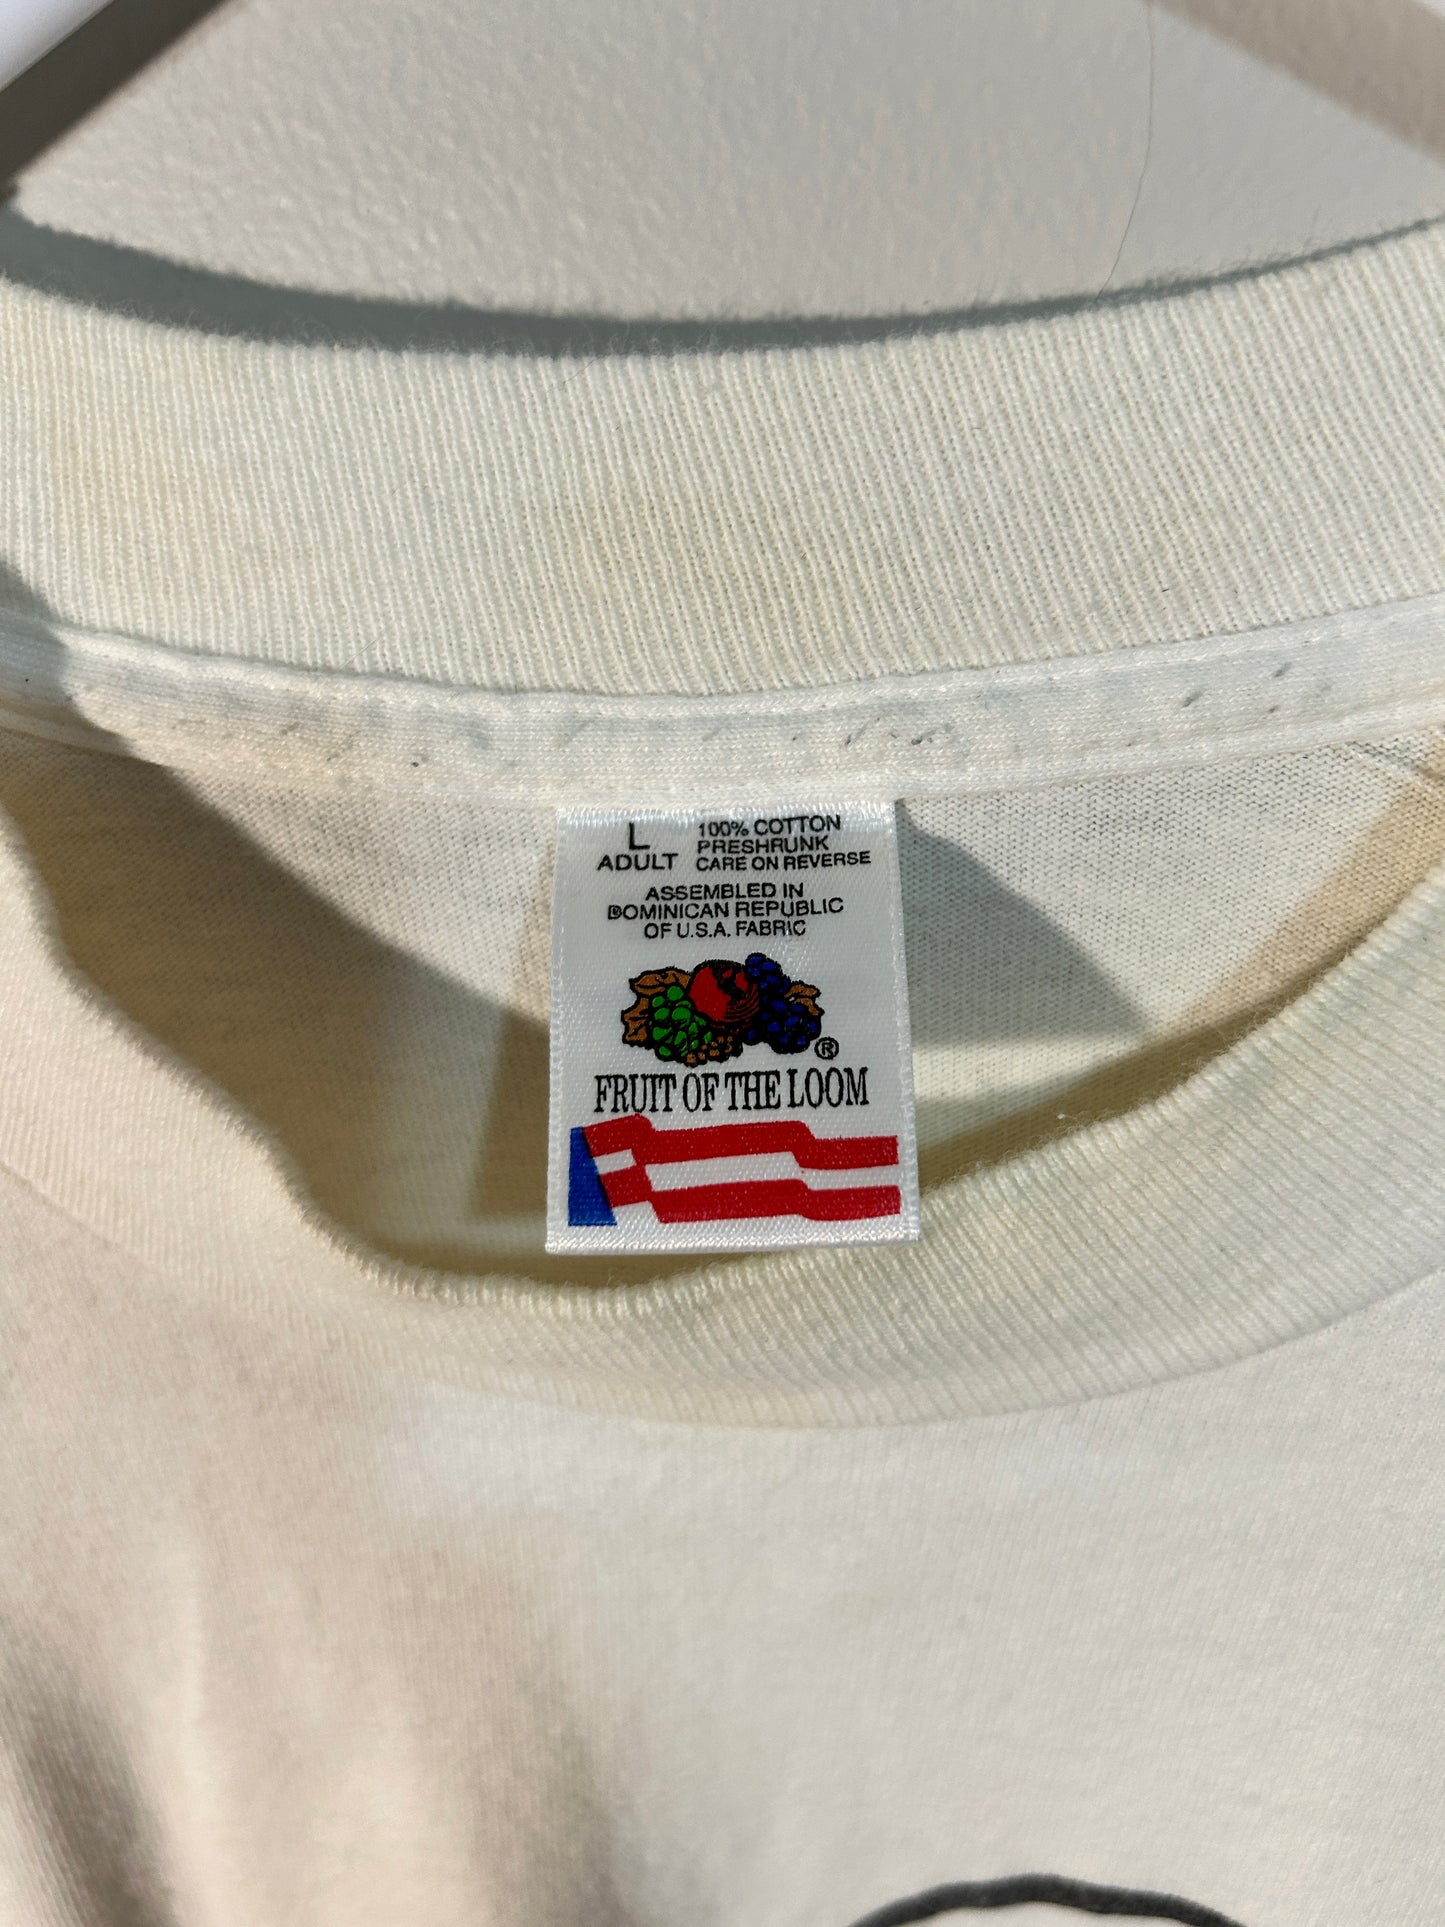 L
ADULT
100% COTTON
PRESHRUNK
CARE ON REVERSE
ASSEMBLED IN
DOMINICAN REPUBLIC
OF U.S.A. FABRIC
®
FRUIT OF THE LOOM